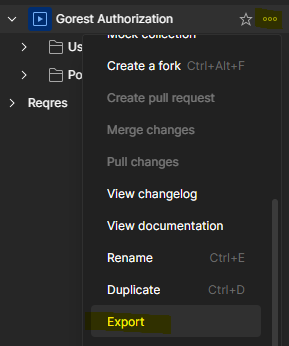 Gorest Authorization
Mock collection
Us
Create a fork Ctrl+Alt+F
Po
Create pull request
Reqres
Merge changes
Pull changes
View changelog
View documentation
Rename Ctrl+E
Duplicate Ctrl+D
Export